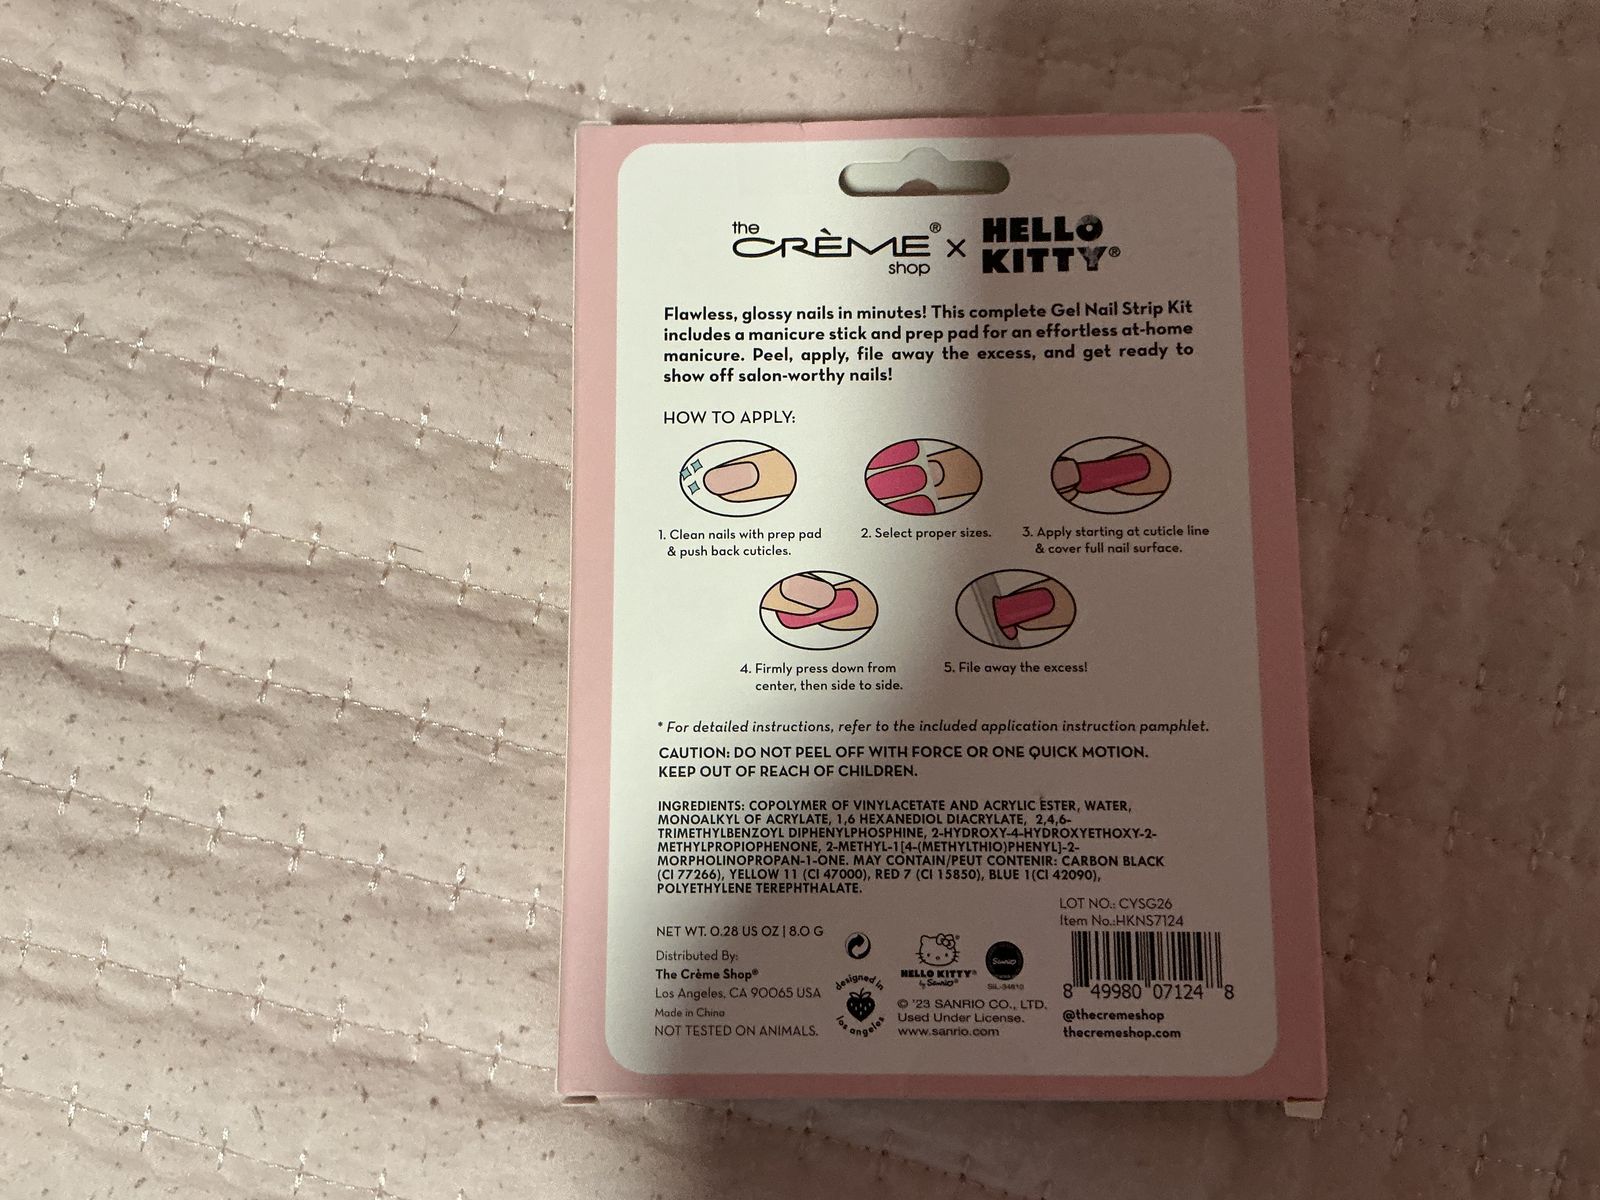 the
CRÈME® x HELLO
shop KITTY®
Flawless, glossy nails in minutes! This complete Gel Nail Strip Kit
includes a manicure stick and prep pad for an effortless at-home
manicure. Peel, apply, file away the excess, and get ready to
show off salon-worthy nails!
HOW TO APPLY:
1. Clean nails with prep pad
& push back cuticles.
2. Select proper sizes.
3. Apply starting at cuticle line
& cover full nail surface.
4. Firmly press down from
center, then side to side.
5. File away the excess!
* For detailed instructions, refer to the included application instruction pamphlet.
CAUTION: DO NOT PEEL OFF WITH FORCE OR ONE QUICK MOTION.
KEEP OUT OF REACH OF CHILDREN.
INGREDIENTS: COPOLYMER OF VINYLACETATE AND ACRYLIC ESTER, WATER,
MONOALKYL OF ACRYLATE, 1,6 HEXANEDIOL DIACRYLATE, 2,4,6-
TRIMETHYLBENZOYL DIPHENYLPHOSPHINE, 2-HYDROXY-4-HYDROXYETHOXY-2-
METHYLPROPIOPHENONE, 2-METHYL-1[4-(METHYLTHIO)PHENYL]-2-
MORPHOLINOPROPAN-1-ONE. MAY CONTAIN/PEUT CONTENIR: CARBON BLACK
(CI 77266), YELLOW 11 (CI 47000), RED 7 (CI 15850), BLUE 1(CI 42090),
POLYETHYLENE TEREPHTHALATE.
LOT NO.: CYSG26
Item No.:HKNS7124
NET WT. 0.28 US OZ | 8.0 G
Distributed By:
The Crème Shop®
Los Angeles, CA 90065 USA
Made in China
NOT TESTED ON ANIMALS.
designed in
los angeles
HELLO KITTY®
by Sanrio®
Sanrio
© '23 SANRIO CO., LTD.
Used Under License.
www.sanrio.com
8 49980 07124 8
@thecremeshop
thecremeshop.com